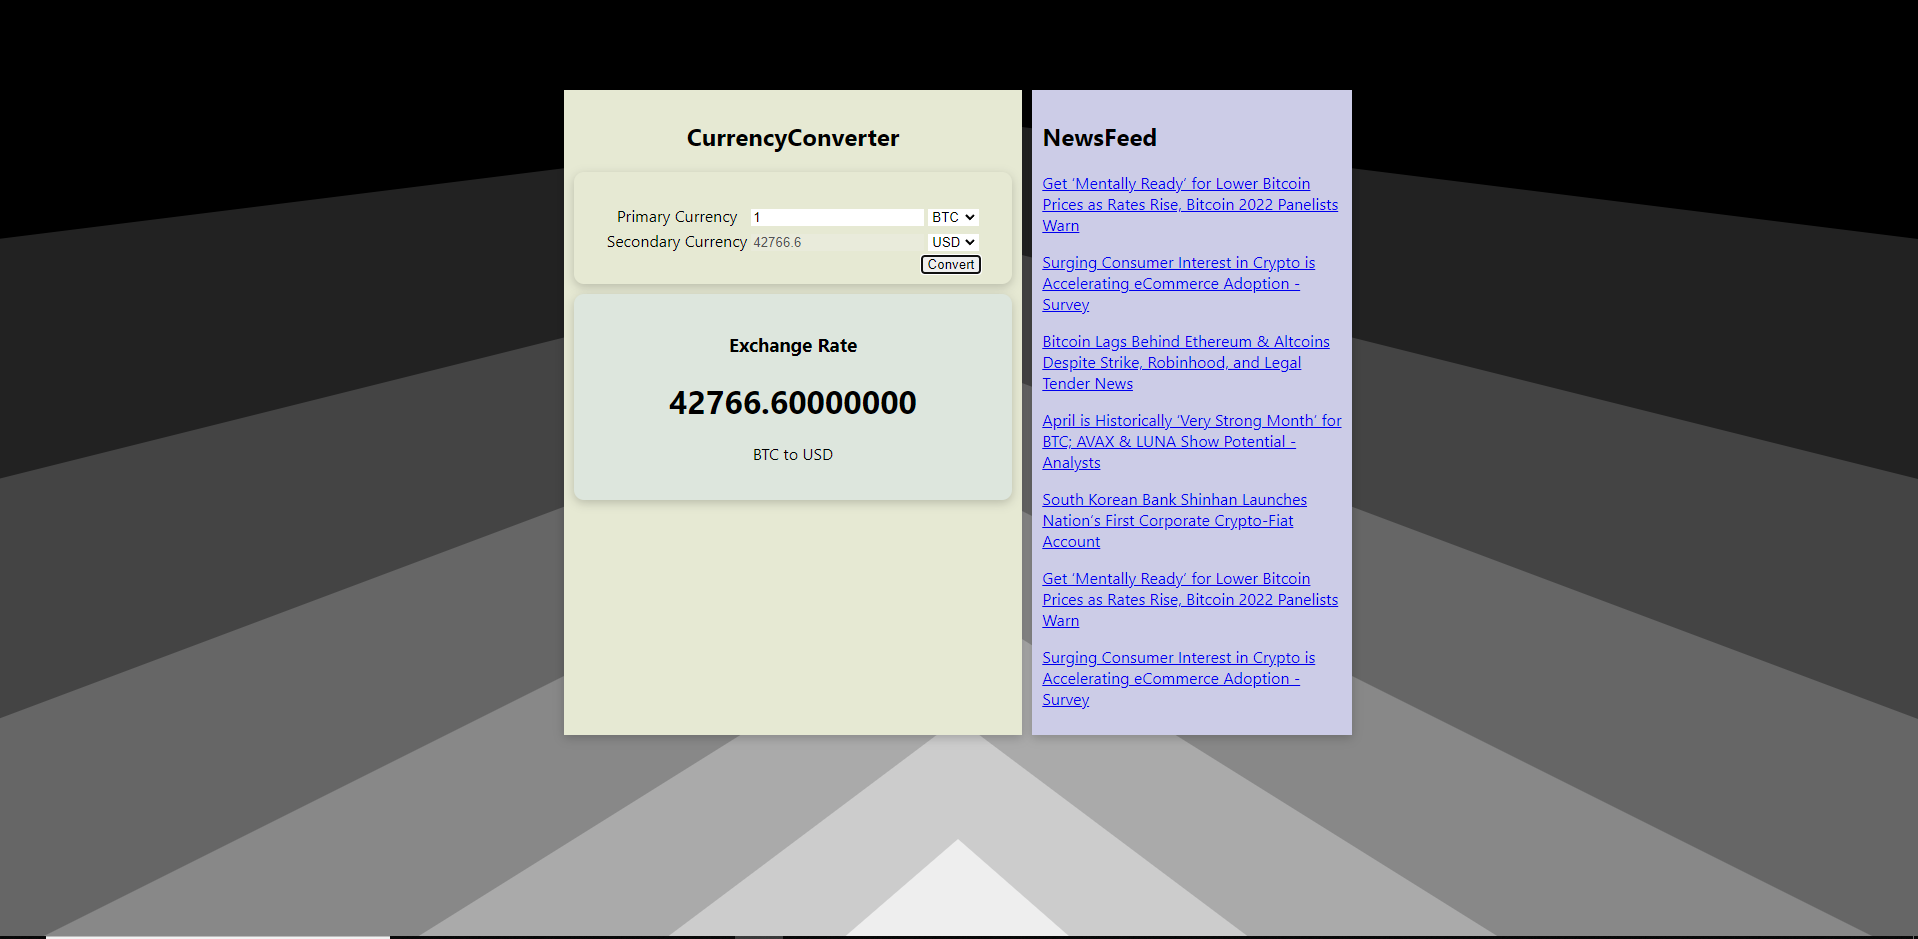 CurrencyConverter
Primary Currency 1 BTC
Secondary Currency 42766.6 USD
Convert
Exchange Rate
42766.60000000
BTC to USD
NewsFeed
Get ‘Mentally Ready’ for Lower Bitcoin
Prices as Rates Rise, Bitcoin 2022 Panelists
Warn
Surging Consumer Interest in Crypto is
Accelerating eCommerce Adoption -
Survey
Bitcoin Lags Behind Ethereum & Altcoins
Despite Strike, Robinhood, and Legal
Tender News
April is Historically ‘Very Strong Month’ for
BTC; AVAX & LUNA Show Potential -
Analysts
South Korean Bank Shinhan Launches
Nation’s First Corporate Crypto-Fiat
Account
Get ‘Mentally Ready’ for Lower Bitcoin
Prices as Rates Rise, Bitcoin 2022 Panelists
Warn
Surging Consumer Interest in Crypto is
Accelerating eCommerce Adoption -
Survey